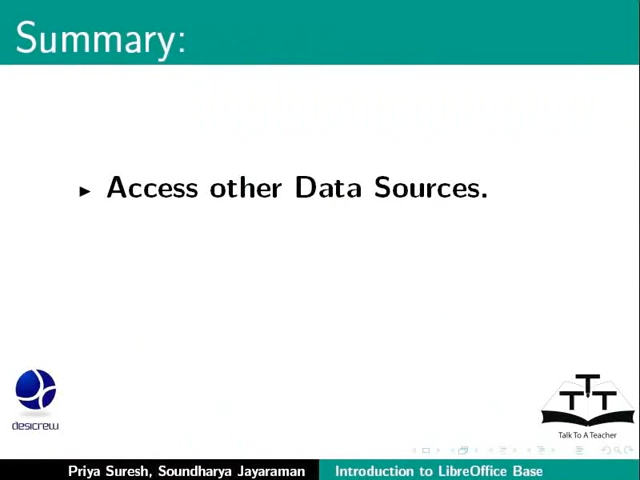 Summary:
Access other Data Sources.
desicrew
T T T
Talk To A Teacher
Priya Suresh, Soundharya Jayaraman
Introduction to LibreOffice Base